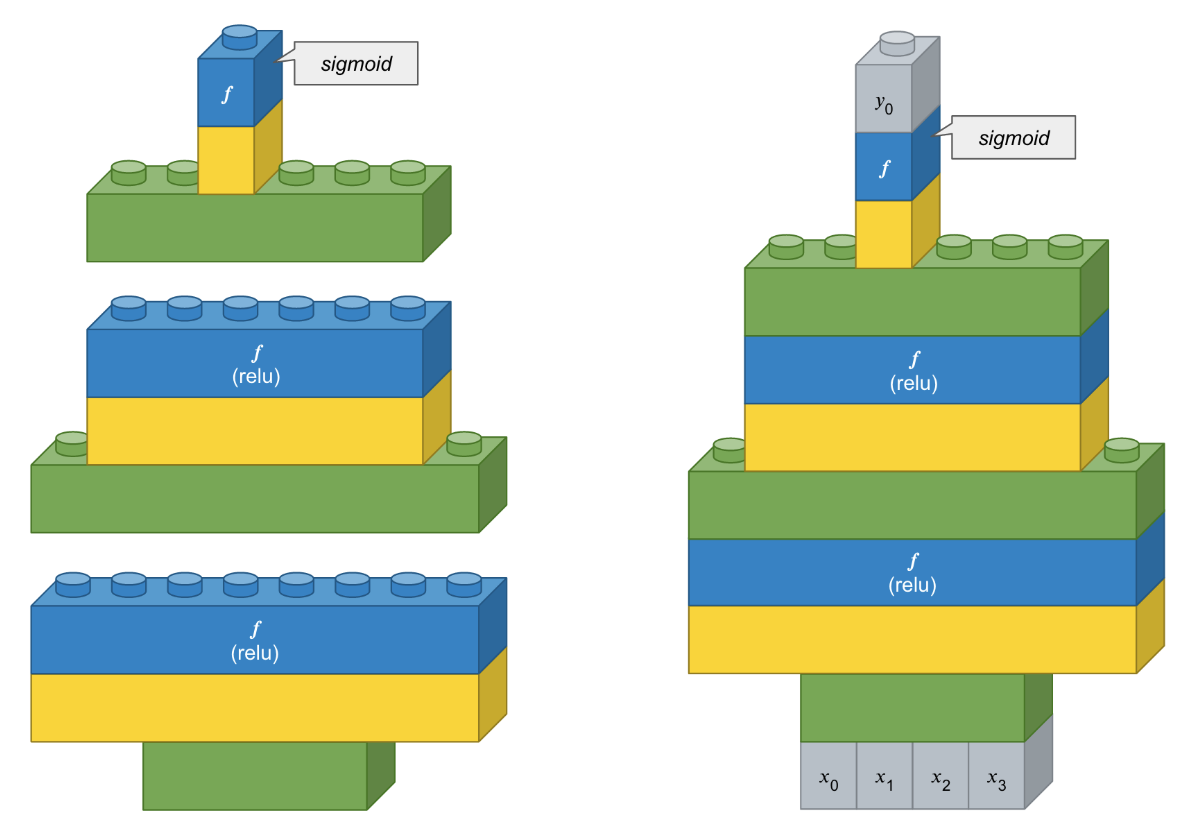 f
sigmoid
f
(relu)
f
(relu)
y0
sigmoid
f
f
(relu)
f
(relu)
x0 x1 x2 x3